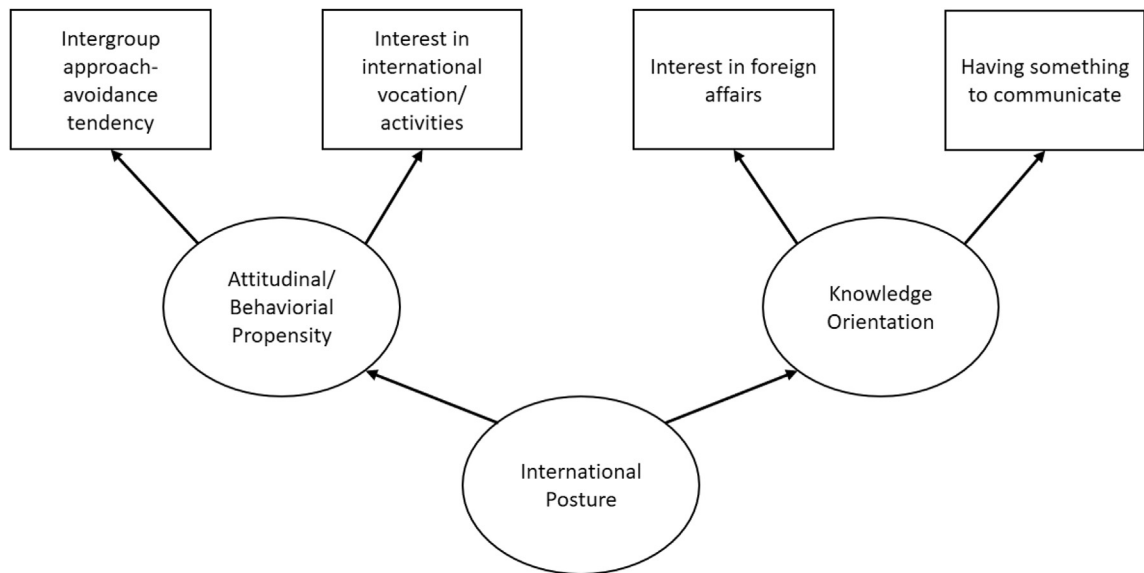 Intergroup
approach-
avoidance
tendency
Interest in
international
vocation/
activities
Interest in foreign
affairs
Having something
to communicate
Attitudinal/
Behaviorial
Propensity
Knowledge
Orientation
International
Posture